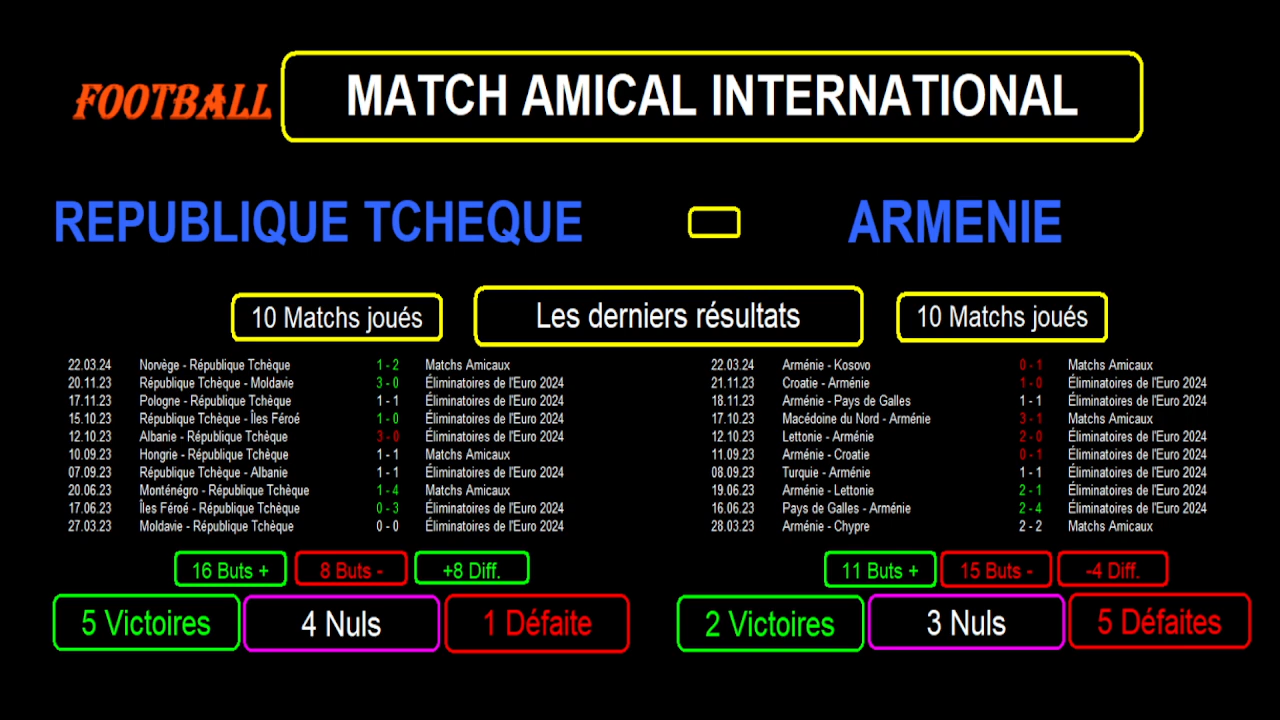 FOOTBALL MATCH AMICAL INTERNATIONAL
REPUBLIQUE TCHEQUE ARMENIE
10 Matchs joués Les derniers résultats 10 Matchs joués
22.03.24 Norvège - République Tchèque 1 - 2 Matchs Amicaux
20.11.23 République Tchèque - Moldavie 3 - 0 Éliminatoires de l'Euro 2024
17.11.23 Pologne - République Tchèque 1 - 1 Éliminatoires de l'Euro 2024
15.10.23 République Tchèque - Îles Féroé 1 - 0 Éliminatoires de l'Euro 2024
12.10.23 Albanie - République Tchèque 3 - 0 Éliminatoires de l'Euro 2024
10.09.23 Hongrie - République Tchèque 1 - 1 Matchs Amicaux
07.09.23 République Tchèque - Albanie 1 - 1 Éliminatoires de l'Euro 2024
20.06.23 Monténégro - République Tchèque 1 - 4 Matchs Amicaux
17.06.23 Îles Féroé - République Tchèque 0 - 3 Éliminatoires de l'Euro 2024
27.03.23 Moldavie - République Tchèque 0 - 0 Éliminatoires de l'Euro 2024
16 Buts + 8 Buts - +8 Diff.
5 Victoires 4 Nuls 1 Défaite
22.03.24 Arménie - Kosovo 0 - 1 Matchs Amicaux
21.11.23 Croatie - Arménie 1 - 0 Éliminatoires de l'Euro 2024
18.11.23 Arménie - Pays de Galles 1 - 1 Éliminatoires de l'Euro 2024
17.10.23 Macédoine du Nord - Arménie 3 - 1 Matchs Amicaux
12.10.23 Lettonie - Arménie 2 - 0 Éliminatoires de l'Euro 2024
11.09.23 Arménie - Croatie 0 - 1 Éliminatoires de l'Euro 2024
08.09.23 Turquie - Arménie 1 - 1 Éliminatoires de l'Euro 2024
19.06.23 Arménie - Lettonie 2 - 1 Éliminatoires de l'Euro 2024
16.06.23 Pays de Galles - Arménie 2 - 4 Éliminatoires de l'Euro 2024
28.03.23 Arménie - Chypre 2 - 2 Matchs Amicaux
11 Buts + 15 Buts - -4 Diff.
2 Victoires 3 Nuls 5 Défaites